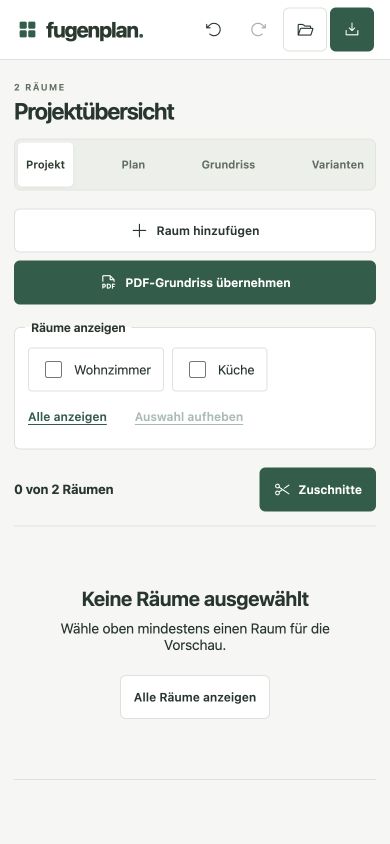 fugenplan.
2 RÄUME
Projektübersicht
Projekt Plan Grundriss Varianten
Raum hinzufügen
PDF PDF-Grundriss übernehmen
Räume anzeigen
Wohnzimmer Küche
Alle anzeigen Auswahl aufheben
0 von 2 Räumen Zuschnitte
Keine Räume ausgewählt
Wähle oben mindestens einen Raum für die
Vorschau.
Alle Räume anzeigen